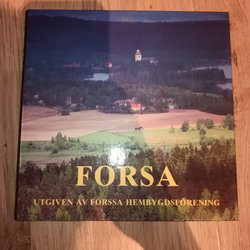 FORSA
UTGIVEN AV FORSSA HEMBYGDSFÖRENING